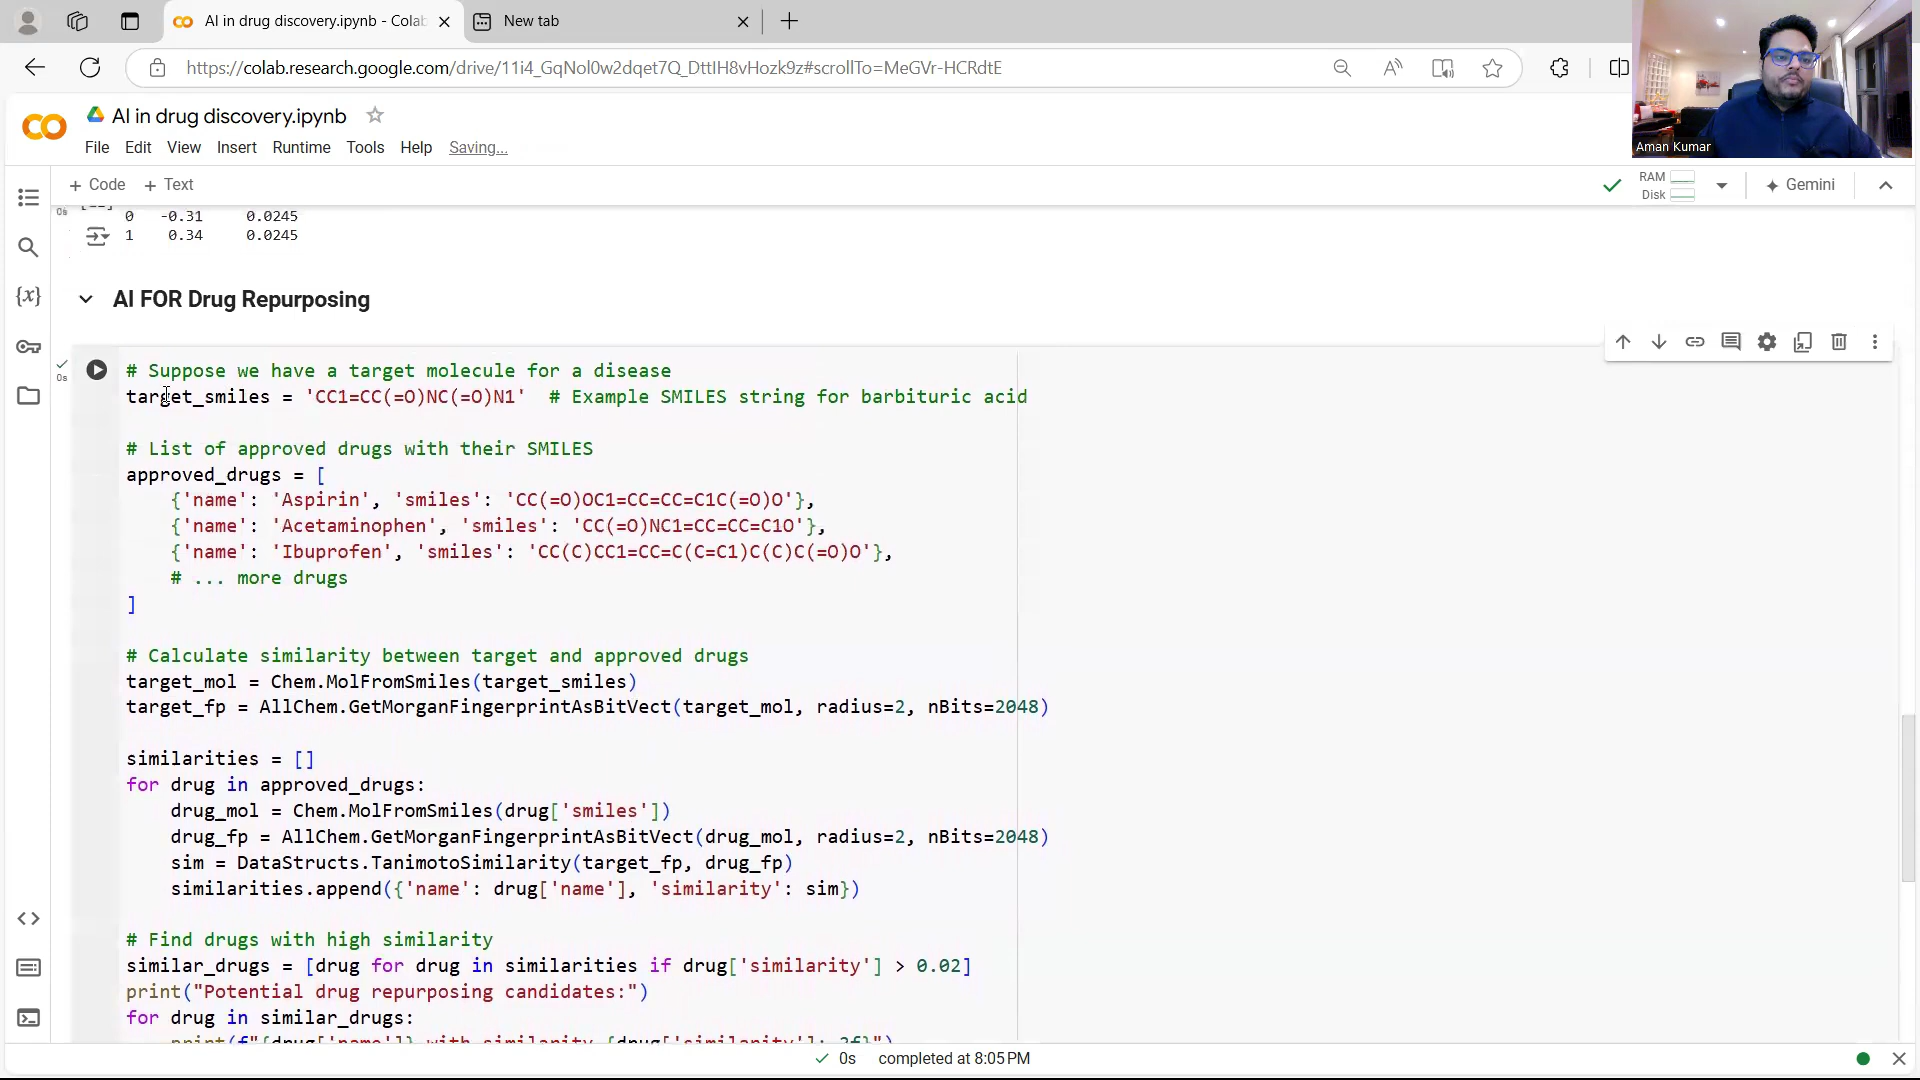 AI in drug discovery.ipynb - Colab
New tab
https://colab.research.google.com/drive/11i4_GqNol0w2dqet7Q_DttIH8vHozk9z#scrollTo=MeGVr-HCRdtE
Aman Kumar
CO
AI in drug discovery.ipynb
File Edit View Insert Runtime Tools Help Saving...
+ Code + Text
RAM
Disk
Gemini
0s
0 -0.31 0.0245
1 0.34 0.0245
{x}
AI FOR Drug Repurposing
0s
# Suppose we have a target molecule for a disease
target_smiles = 'CC1=CC(=O)NC(=O)N1' # Example SMILES string for barbituric acid
# List of approved drugs with their SMILES
approved_drugs = [
{'name': 'Aspirin', 'smiles': 'CC(=O)OC1=CC=CC=C1C(=O)O'},
{'name': 'Acetaminophen', 'smiles': 'CC(=O)NC1=CC=CC=C1O'},
{'name': 'Ibuprofen', 'smiles': 'CC(C)CC1=CC=C(C=C1)C(C)C(=O)O'},
# ... more drugs
]
# Calculate similarity between target and approved drugs
target_mol = Chem.MolFromSmiles(target_smiles)
target_fp = AllChem.GetMorganFingerprintAsBitVect(target_mol, radius=2, nBits=2048)
similarities = []
for drug in approved_drugs:
drug_mol = Chem.MolFromSmiles(drug['smiles'])
drug_fp = AllChem.GetMorganFingerprintAsBitVect(drug_mol, radius=2, nBits=2048)
sim = DataStructs.TanimotoSimilarity(target_fp, drug_fp)
similarities.append({'name': drug['name'], 'similarity': sim})
# Find drugs with high similarity
similar_drugs = [drug for drug in similarities if drug['similarity'] > 0.02]
print("Potential drug repurposing candidates:")
for drug in similar_drugs:
0s completed at 8:05 PM